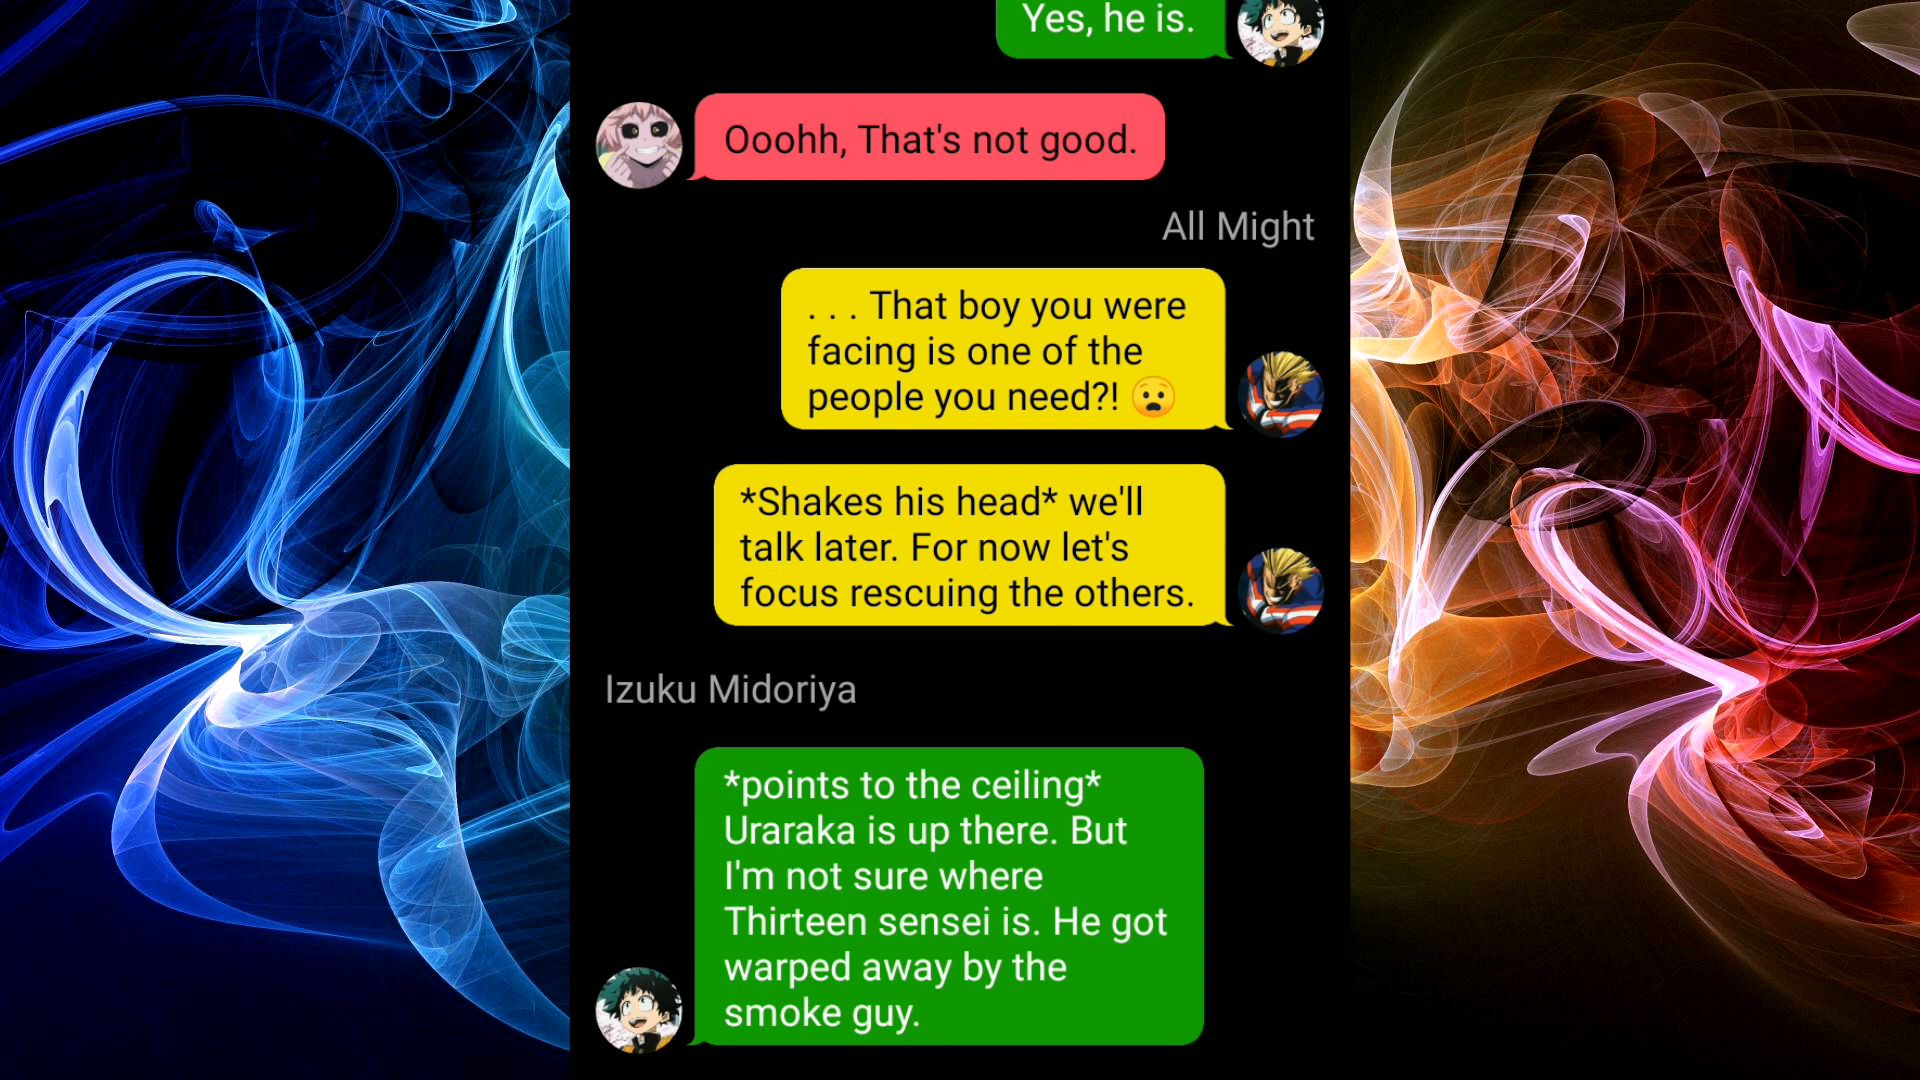 Yes, he is.
Ooohh, That's not good.
All Might
. . . That boy you were
facing is one of the
people you need?! 😧
*Shakes his head* we'll
talk later. For now let's
focus rescuing the others.
Izuku Midoriya
*points to the ceiling*
Uraraka is up there. But
I'm not sure where
Thirteen sensei is. He got
warped away by the
smoke guy.